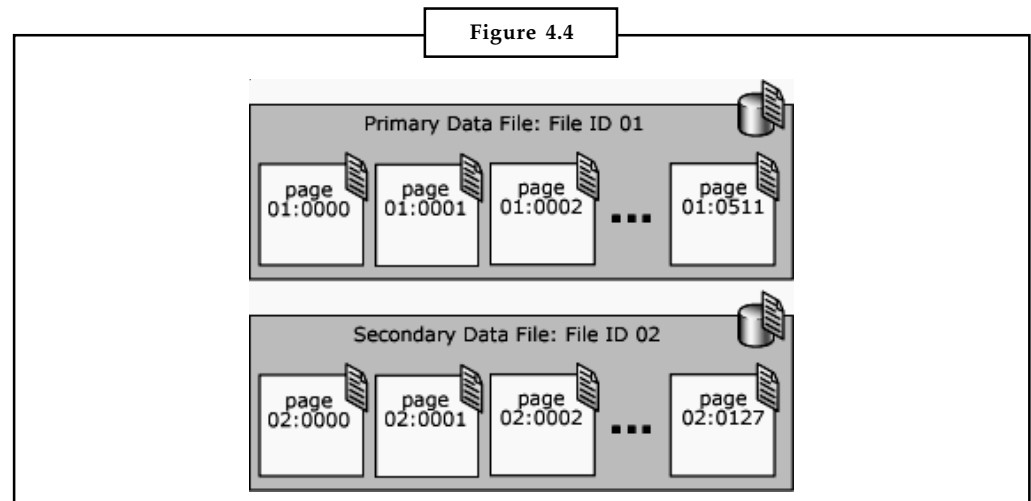 Figure 4.4
Primary Data File: File ID 01
page
01:0000
page
01:0001
page
01:0002
...
page
01:0511
Secondary Data File: File ID 02
page
02:0000
page
02:0001
page
02:0002
...
page
02:0127